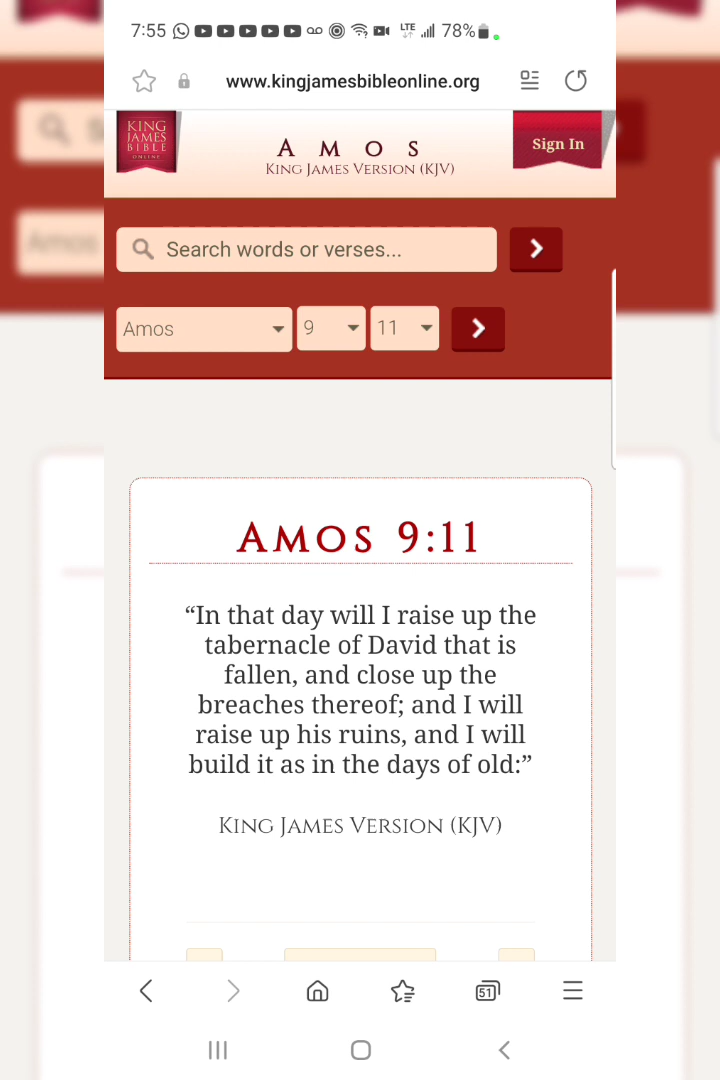 7:55 LTE 78%
www.kingjamesbibleonline.org
KING
JAMES
BIBLE
ONLINE
AMOS
KING JAMES VERSION (KJV)
Sign In
Search words or verses...
Amos 9 11
AMOS 9:11
“In that day will I raise up the
tabernacle of David that is
fallen, and close up the
breaches thereof; and I will
raise up his ruins, and I will
build it as in the days of old:”
KING JAMES VERSION (KJV)
51